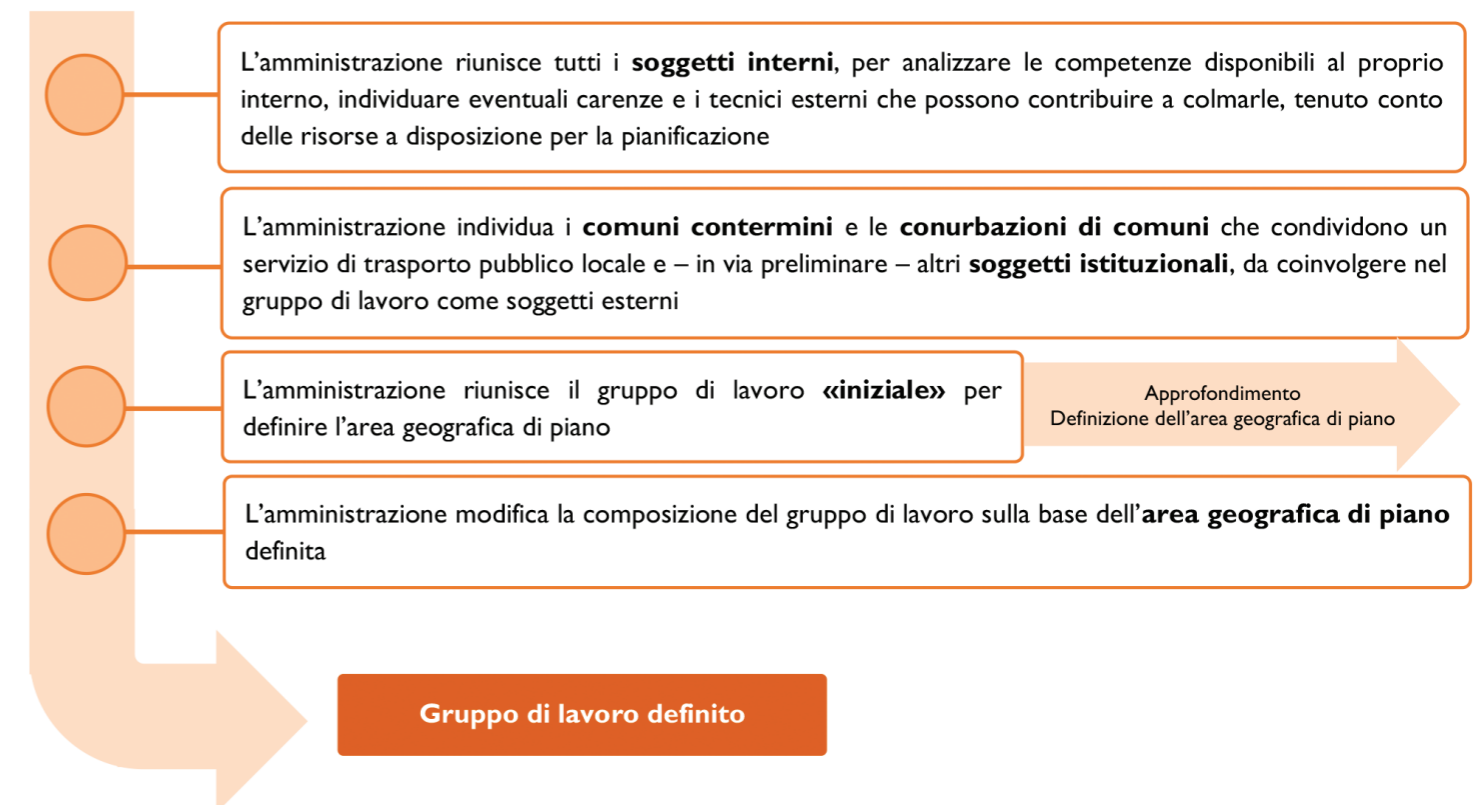 L’amministrazione riunisce tutti i soggetti interni, per analizzare le competenze disponibili al proprio
interno, individuare eventuali carenze e i tecnici esterni che possono contribuire a colmarle, tenuto conto
delle risorse a disposizione per la pianificazione
L’amministrazione individua i comuni contermini e le conurbazioni di comuni che condividono un
servizio di trasporto pubblico locale e – in via preliminare – altri soggetti istituzionali, da coinvolgere nel
gruppo di lavoro come soggetti esterni
L’amministrazione riunisce il gruppo di lavoro «iniziale» per
definire l’area geografica di piano
Approfondimento
Definizione dell’area geografica di piano
L’amministrazione modifica la composizione del gruppo di lavoro sulla base dell’area geografica di piano
definita
Gruppo di lavoro definito